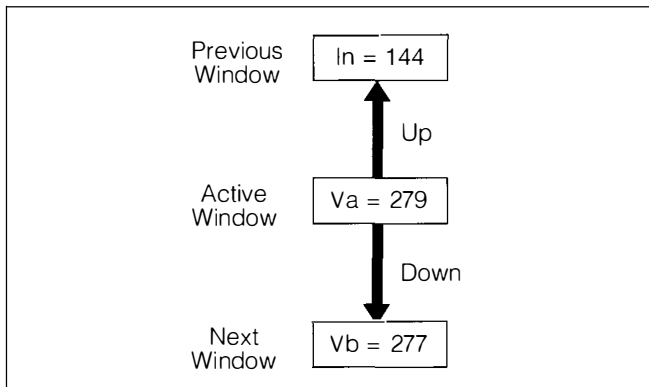 Previous
Window
In = 144
Up
Active
Window
Va = 279
Down
Next
Window
Vb = 277